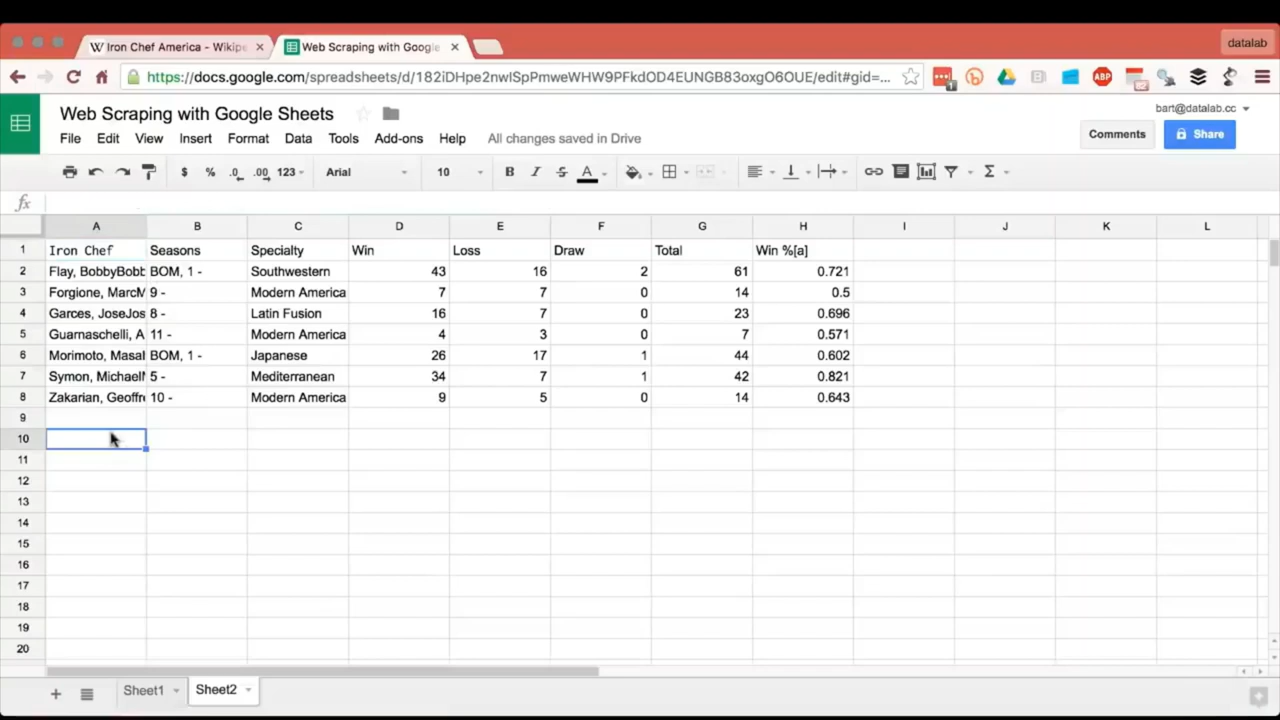 Iron Chef America - Wikipe
Web Scraping with Google
datalab
https://docs.google.com/spreadsheets/d/182iDHpe2nwlSpPmweWHW9PFkdOD4EUNGB83oxgO6OUE/edit#gid=...
Web Scraping with Google Sheets
bart@datalab.cc
File Edit View Insert Format Data Tools Add-ons Help All changes saved in Drive
Comments Share
$ % .0 .00 123 Arial 10 B I S A Σ
fx
A B C D E F G H I J K L
1 Iron Chef Seasons Specialty Win Loss Draw Total Win %[a]
2 Flay, BobbyBobb BOM, 1 - Southwestern 43 16 2 61 0.721
3 Forgione, MarcM 9 - Modern America 7 7 0 14 0.5
4 Garces, JoseJos 8 - Latin Fusion 16 7 0 23 0.696
5 Guarnaschelli, A 11 - Modern America 4 3 0 7 0.571
6 Morimoto, Masal BOM, 1 - Japanese 26 17 1 44 0.602
7 Symon, Michael 5 - Mediterranean 34 7 1 42 0.821
8 Zakarian, Geoffre 10 - Modern America 9 5 0 14 0.643
9
10
11
12
13
14
15
16
17
18
19
20
Sheet1 Sheet2